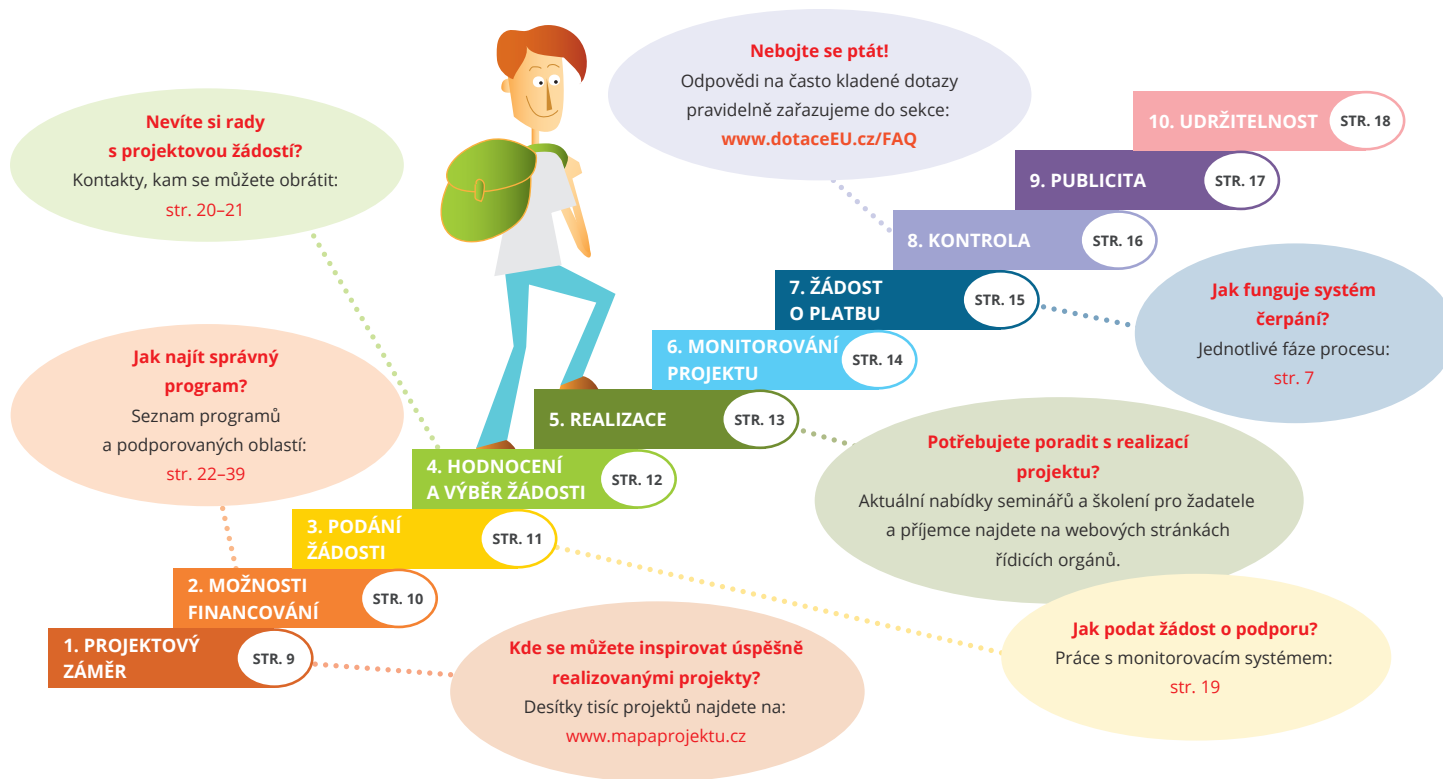 Nebojte se ptát!
Odpovědi na často kladené dotazy
pravidelně zařazujeme do sekce:
www.dotaceEU.cz/FAQ
10. UDRŽITELNOST
STR. 18
Nevíte si rady
s projektovou žádostí?
Kontakty, kam se můžete obrátit:
str. 20–21
9. PUBLICITA
STR. 17
8. KONTROLA
STR. 16
7. ŽÁDOST
O PLATBU
STR. 15
Jak funguje systém
čerpání?
Jednotlivé fáze procesu:
str. 7
6. MONITOROVÁNÍ
PROJEKTU
STR. 14
Jak najít správný
program?
Seznam programů
a podporovaných oblastí:
str. 22–39
5. REALIZACE
STR. 13
Potřebujete poradit s realizací
projektu?
Aktuální nabídky seminářů a školení pro žadatele
a příjemce najdete na webových stránkách
řídicích orgánů.
4. HODNOCENÍ
A VÝBĚR ŽÁDOSTI
STR. 12
3. PODÁNÍ
ŽÁDOSTI
STR. 11
2. MOŽNOSTI
FINANCOVÁNÍ
STR. 10
1. PROJEKTOVÝ
ZÁMĚR
STR. 9
Kde se můžete inspirovat úspěšně
realizovanými projekty?
Desítky tisíc projektů najdete na:
www.mapaprojektu.cz
Jak podat žádost o podporu?
Práce s monitorovacím systémem:
str. 19